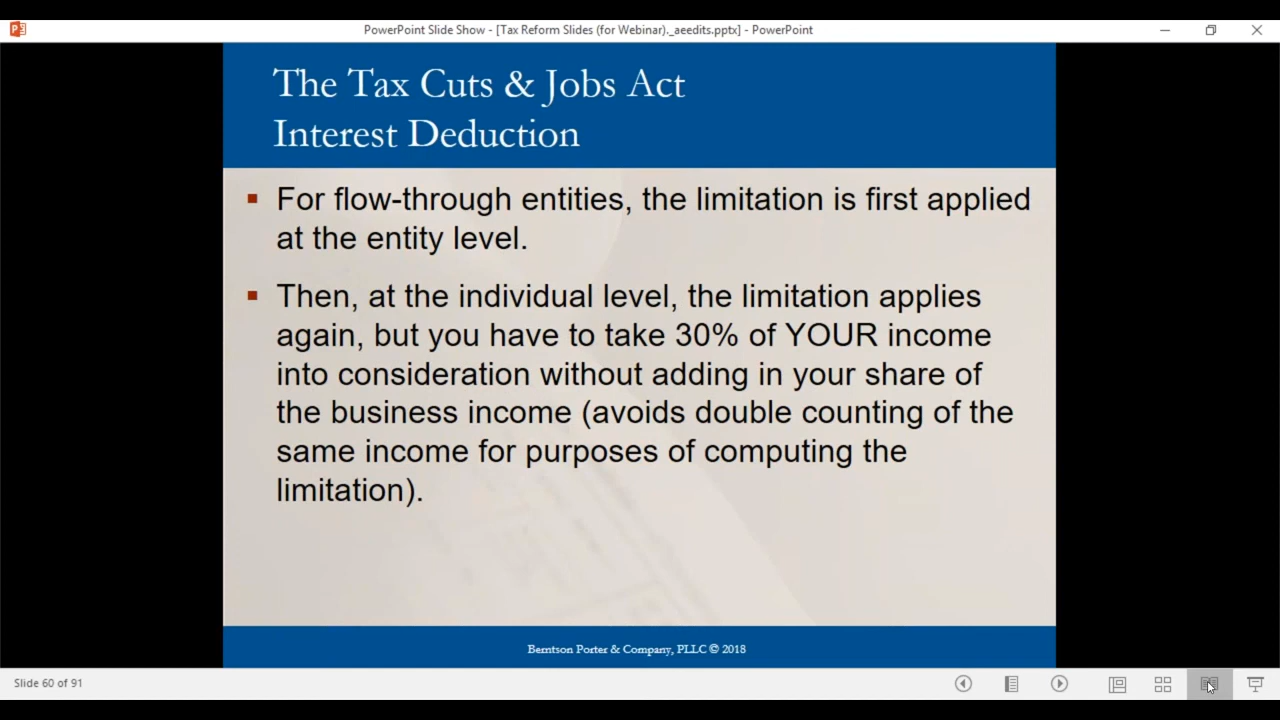 PowerPoint Slide Show - [Tax Reform Slides (for Webinar)._aeedits.pptx] - PowerPoint
The Tax Cuts & Jobs Act
Interest Deduction
For flow-through entities, the limitation is first applied
at the entity level.
Then, at the individual level, the limitation applies
again, but you have to take 30% of YOUR income
into consideration without adding in your share of
the business income (avoids double counting of the
same income for purposes of computing the
limitation).
Berntson Porter & Company, PLLC © 2018
Slide 60 of 91